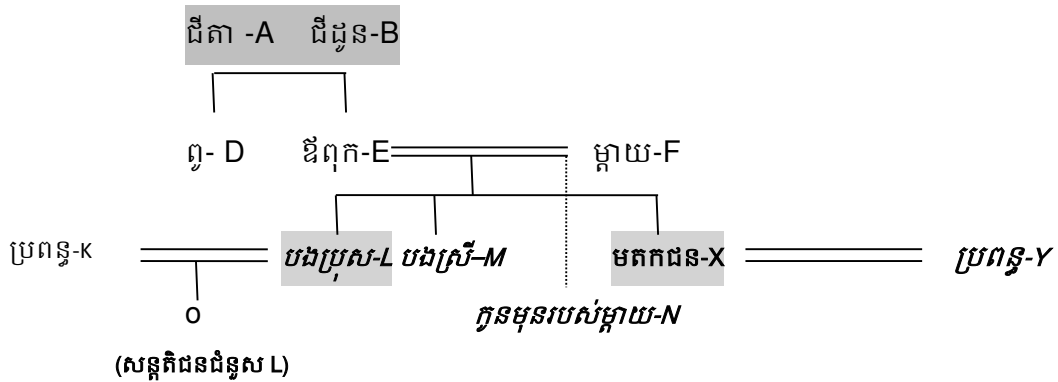 ជីតា -A ជីដូន-B
ពូ- D ឪពុក-E ម្តាយ-F
ប្រពន្ធ-K បងប្រុស-L បងស្រី–M មតកជន-X ប្រពន្ធ-Y
O កូនមុនរបស់ម្តាយ-N
(សន្តតិជនជំនួស L)